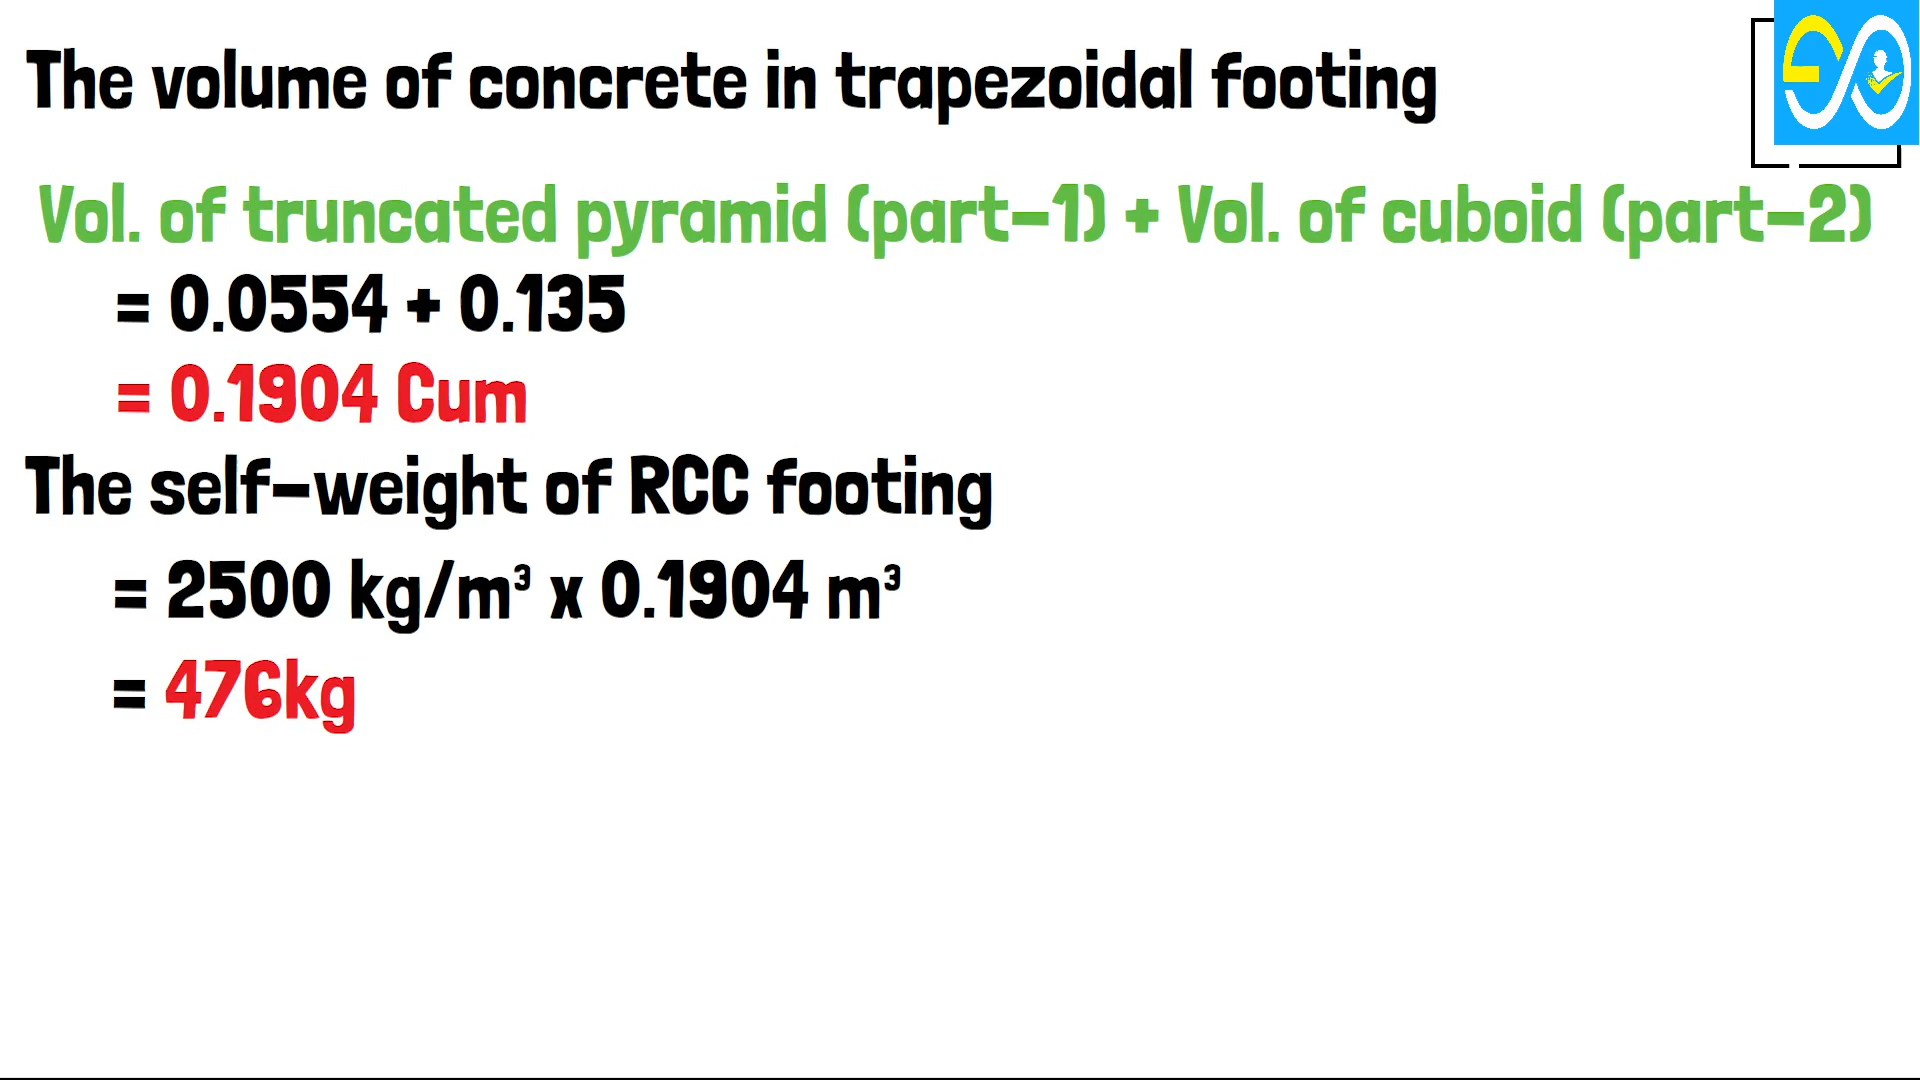 The volume of concrete in trapezoidal footing
Vol. of truncated pyramid (part-1) + Vol. of cuboid (part-2)
= 0.0554 + 0.135
= 0.1904 Cum
The self-weight of RCC footing
= 2500 kg/m³ x 0.1904 m³
= 476kg